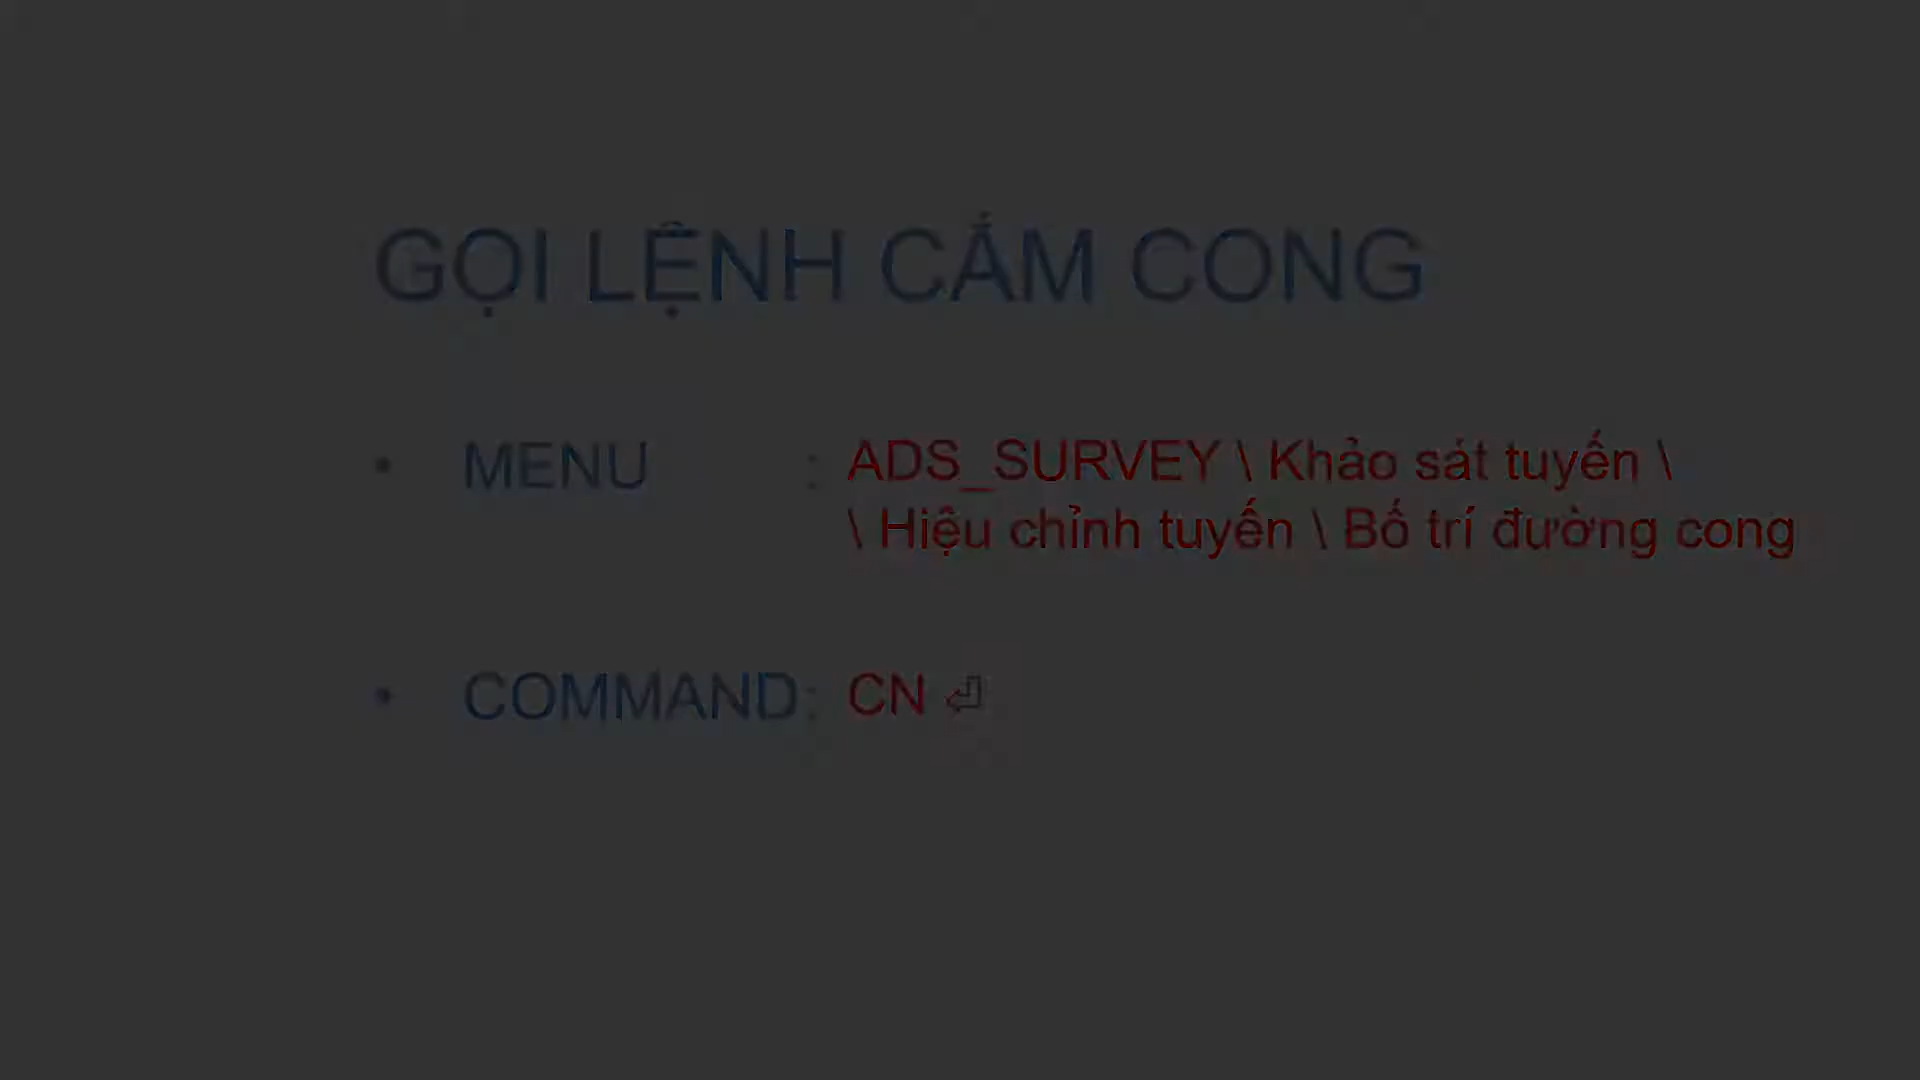 GỌI LỆNH CẮM CONG
• MENU : ADS_SURVEY \ Khảo sát tuyến \
\ Hiệu chỉnh tuyến \ Bố trí đường cong
• COMMAND : CN ⏎